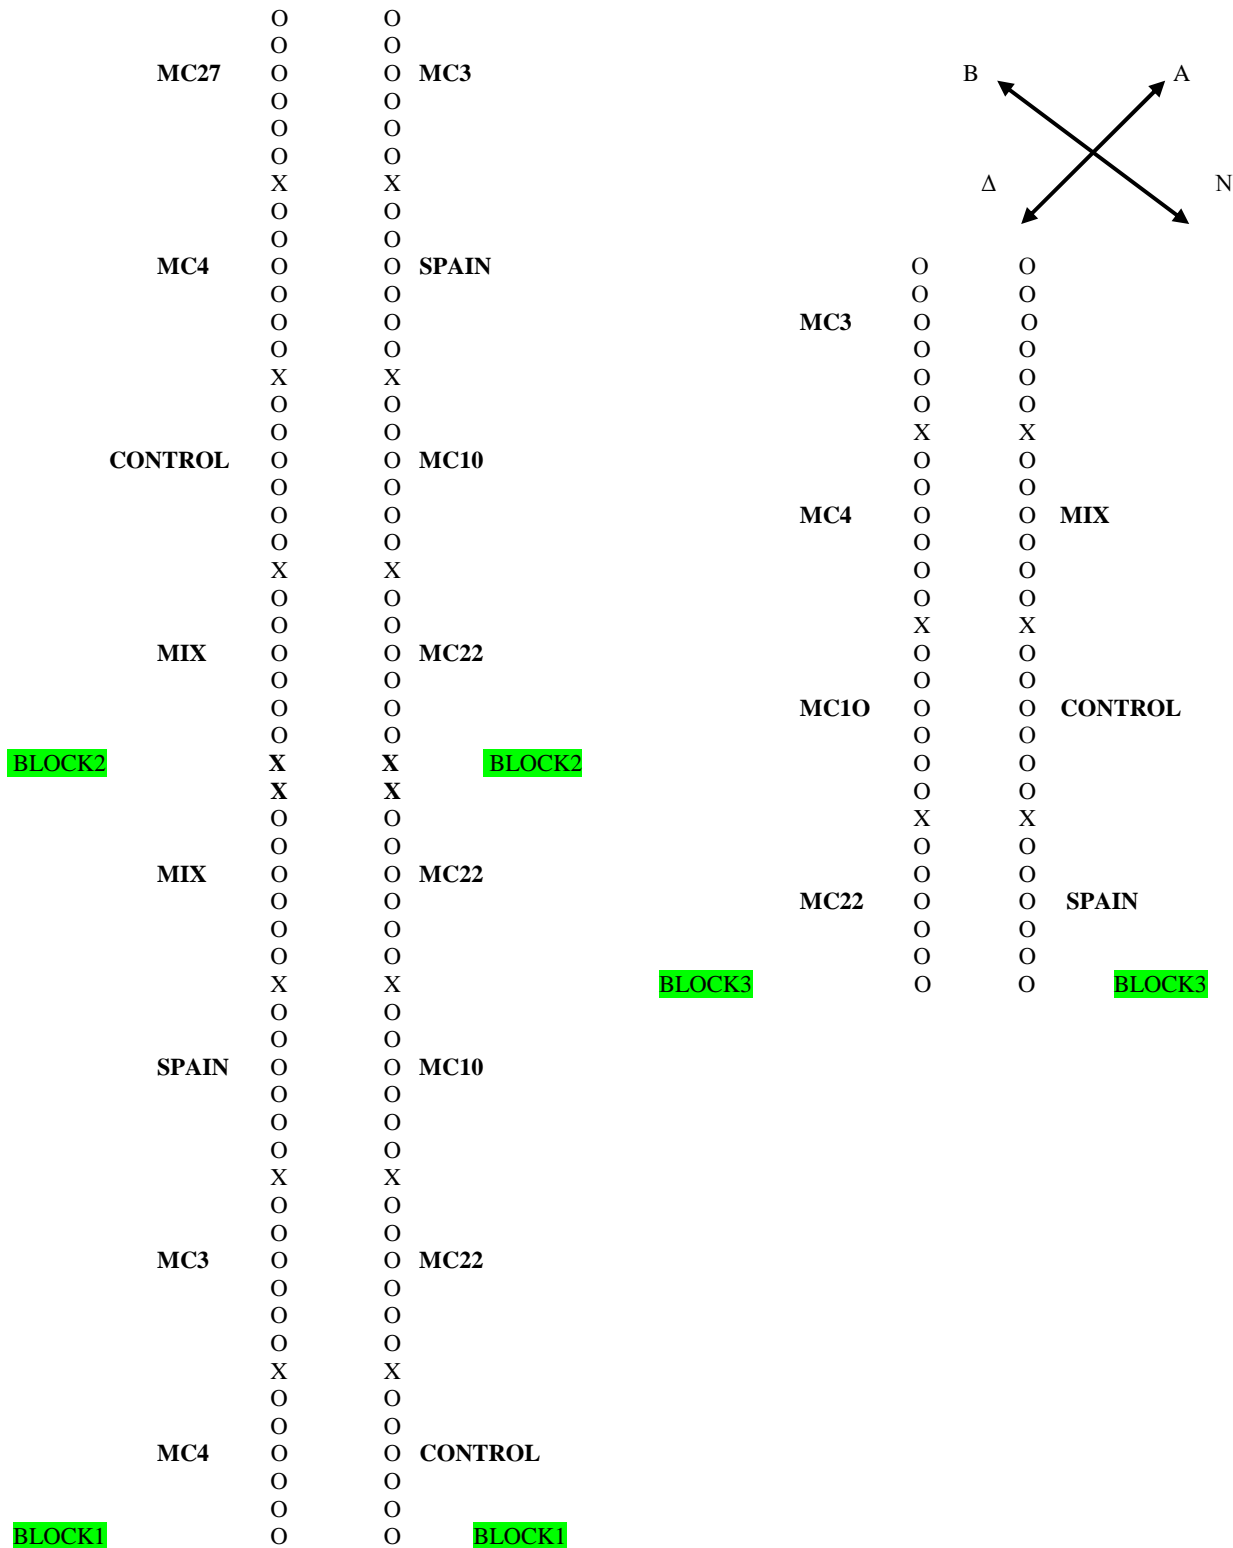 O O
O O
MC27 O O MC3
O O
O O
O O
X X
O O
O O
MC4 O O SPAIN
O O
O O
O O
X X
O O
O O
CONTROL O O MC10
O O
O O
O O
X X
O O
O O
MIX O O MC22
O O
O O
O O
BLOCK2 X X BLOCK2
X X
O O
O O
MIX O O MC22
O O
O O
O O
X X
O O
O O
SPAIN O O MC10
O O
O O
O O
X X
O O
O O
MC3 O O MC22
O O
O O
O O
X X
O O
O O
MC4 O O CONTROL
O O
O O
BLOCK1 O O BLOCK1
B A
Δ N
O O
O O
MC3 O O
O O
O O
O O
X X
O O
O O
MC4 O O MIX
O O
O O
O O
X X
O O
O O
MC1O O O CONTROL
O O
O O
O O
X X
O O
O O
MC22 O O SPAIN
O O
O O
BLOCK3 O O BLOCK3